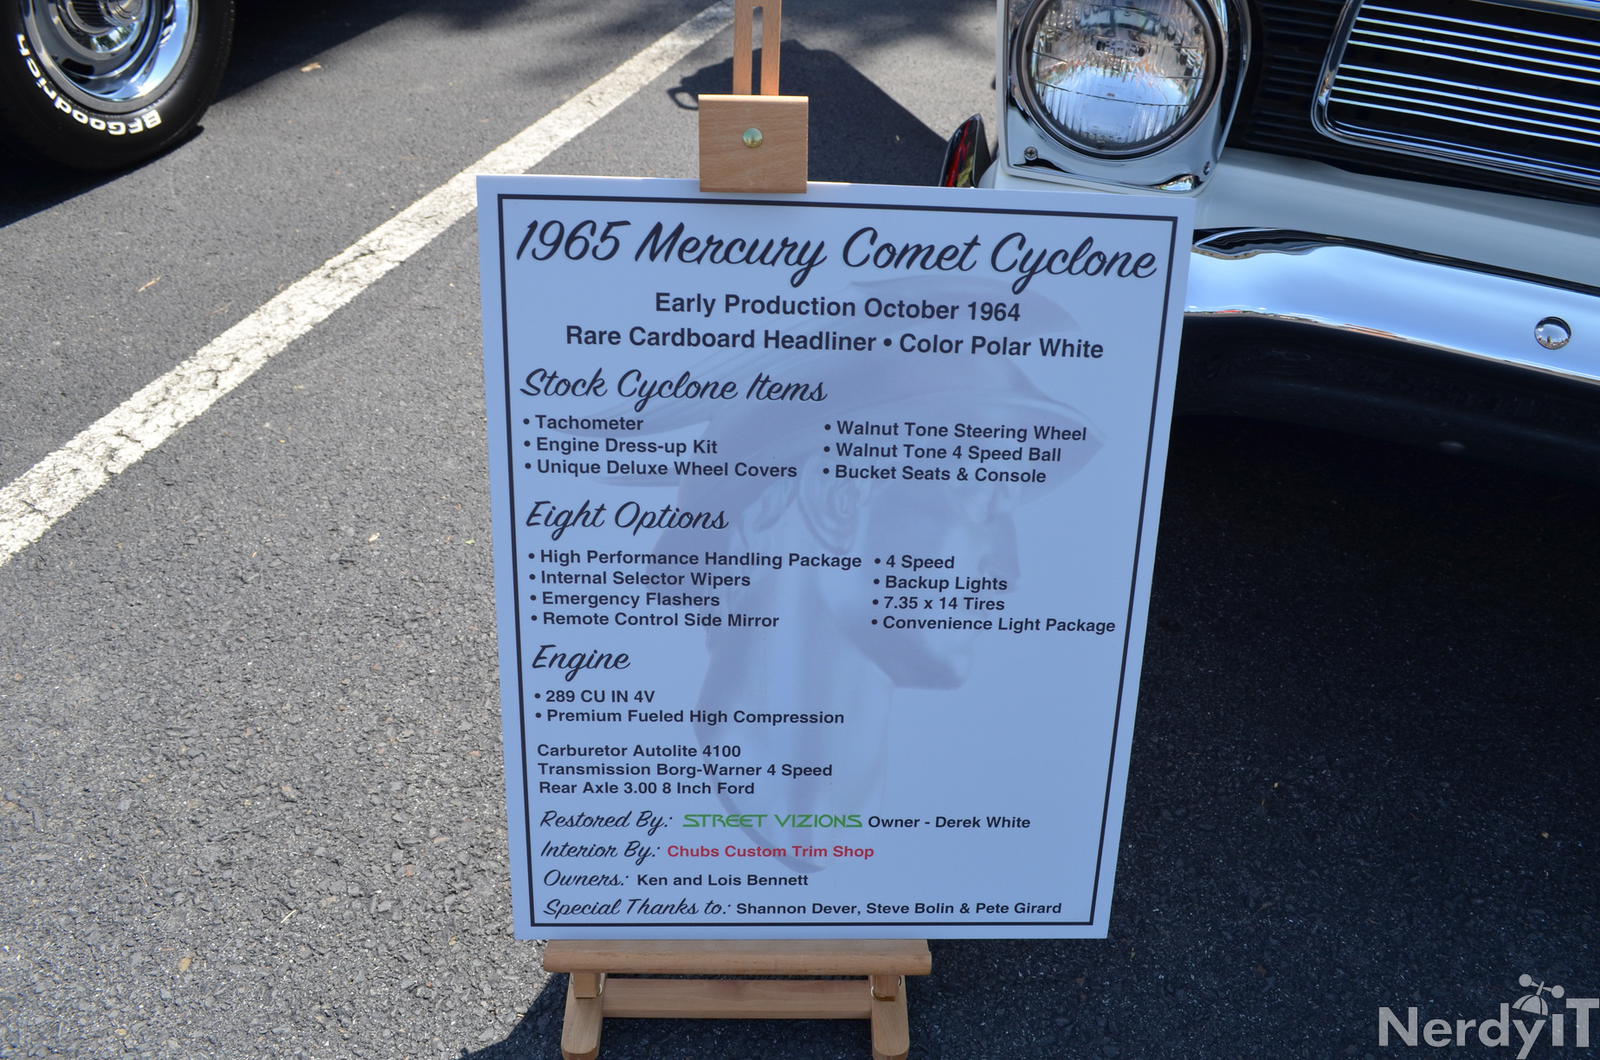 BFGoodrich
1965 Mercury Comet Cyclone
Early Production October 1964
Rare Cardboard Headliner • Color Polar White
Stock Cyclone Items
• Tachometer
• Engine Dress-up Kit
• Unique Deluxe Wheel Covers
• Walnut Tone Steering Wheel
• Walnut Tone 4 Speed Ball
• Bucket Seats & Console
Eight Options
• High Performance Handling Package
• Internal Selector Wipers
• Emergency Flashers
• Remote Control Side Mirror
• 4 Speed
• Backup Lights
• 7.35 x 14 Tires
• Convenience Light Package
Engine
• 289 CU IN 4V
• Premium Fueled High Compression
Carburetor Autolite 4100
Transmission Borg-Warner 4 Speed
Rear Axle 3.00 8 Inch Ford
Restored By: STREET VIZIONS Owner - Derek White
Interior By: Chubs Custom Trim Shop
Owners: Ken and Lois Bennett
Special Thanks to: Shannon Dever, Steve Bolin & Pete Girard
NerdyiT